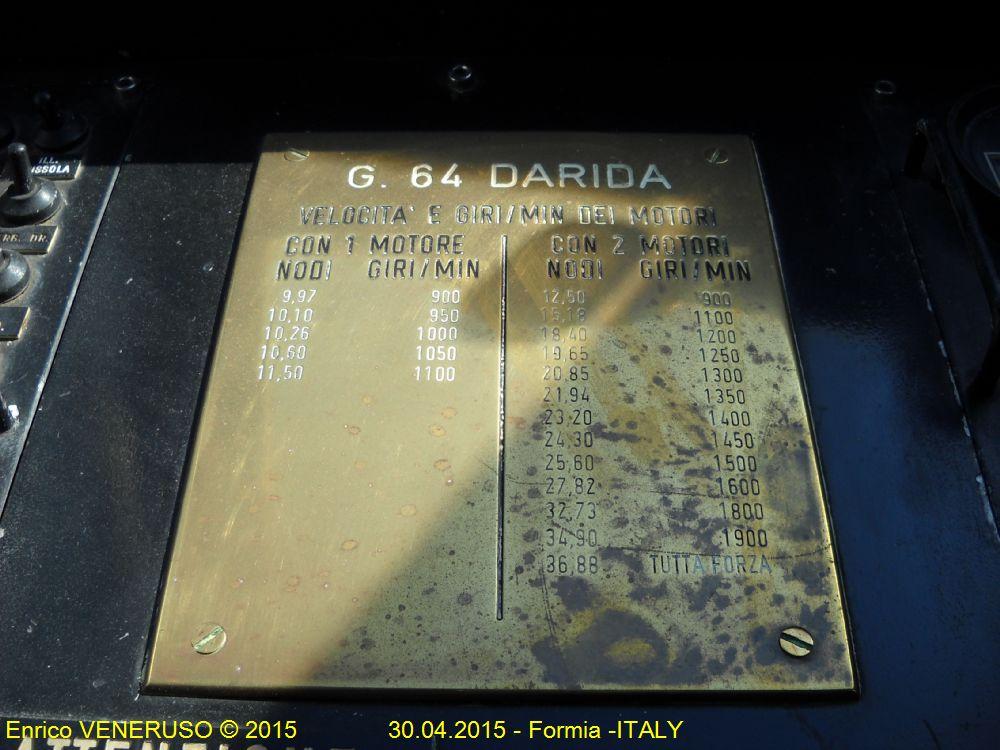 ILL.
BUSSOLA
G. 64 DARIDA
VELOCITA' E GIRI/MIN DEI MOTORI
CON 1 MOTORE
NODI GIRI/MIN
9,97 900
10,10 950
10,26 1000
10,60 1050
11,50 1100
CON 2 MOTORI
NODI GIRI/MIN
12,50 900
15,18 1100
18,40 1200
19,65 1250
20,85 1300
21,94 1350
23,20 1400
24,30 1450
25,60 1500
27,82 1600
32,73 1800
34,90 1900
36,88 TUTTA FORZA
ATTENZIONE
Enrico VENERUSO © 2015 30.04.2015 - Formia -ITALY